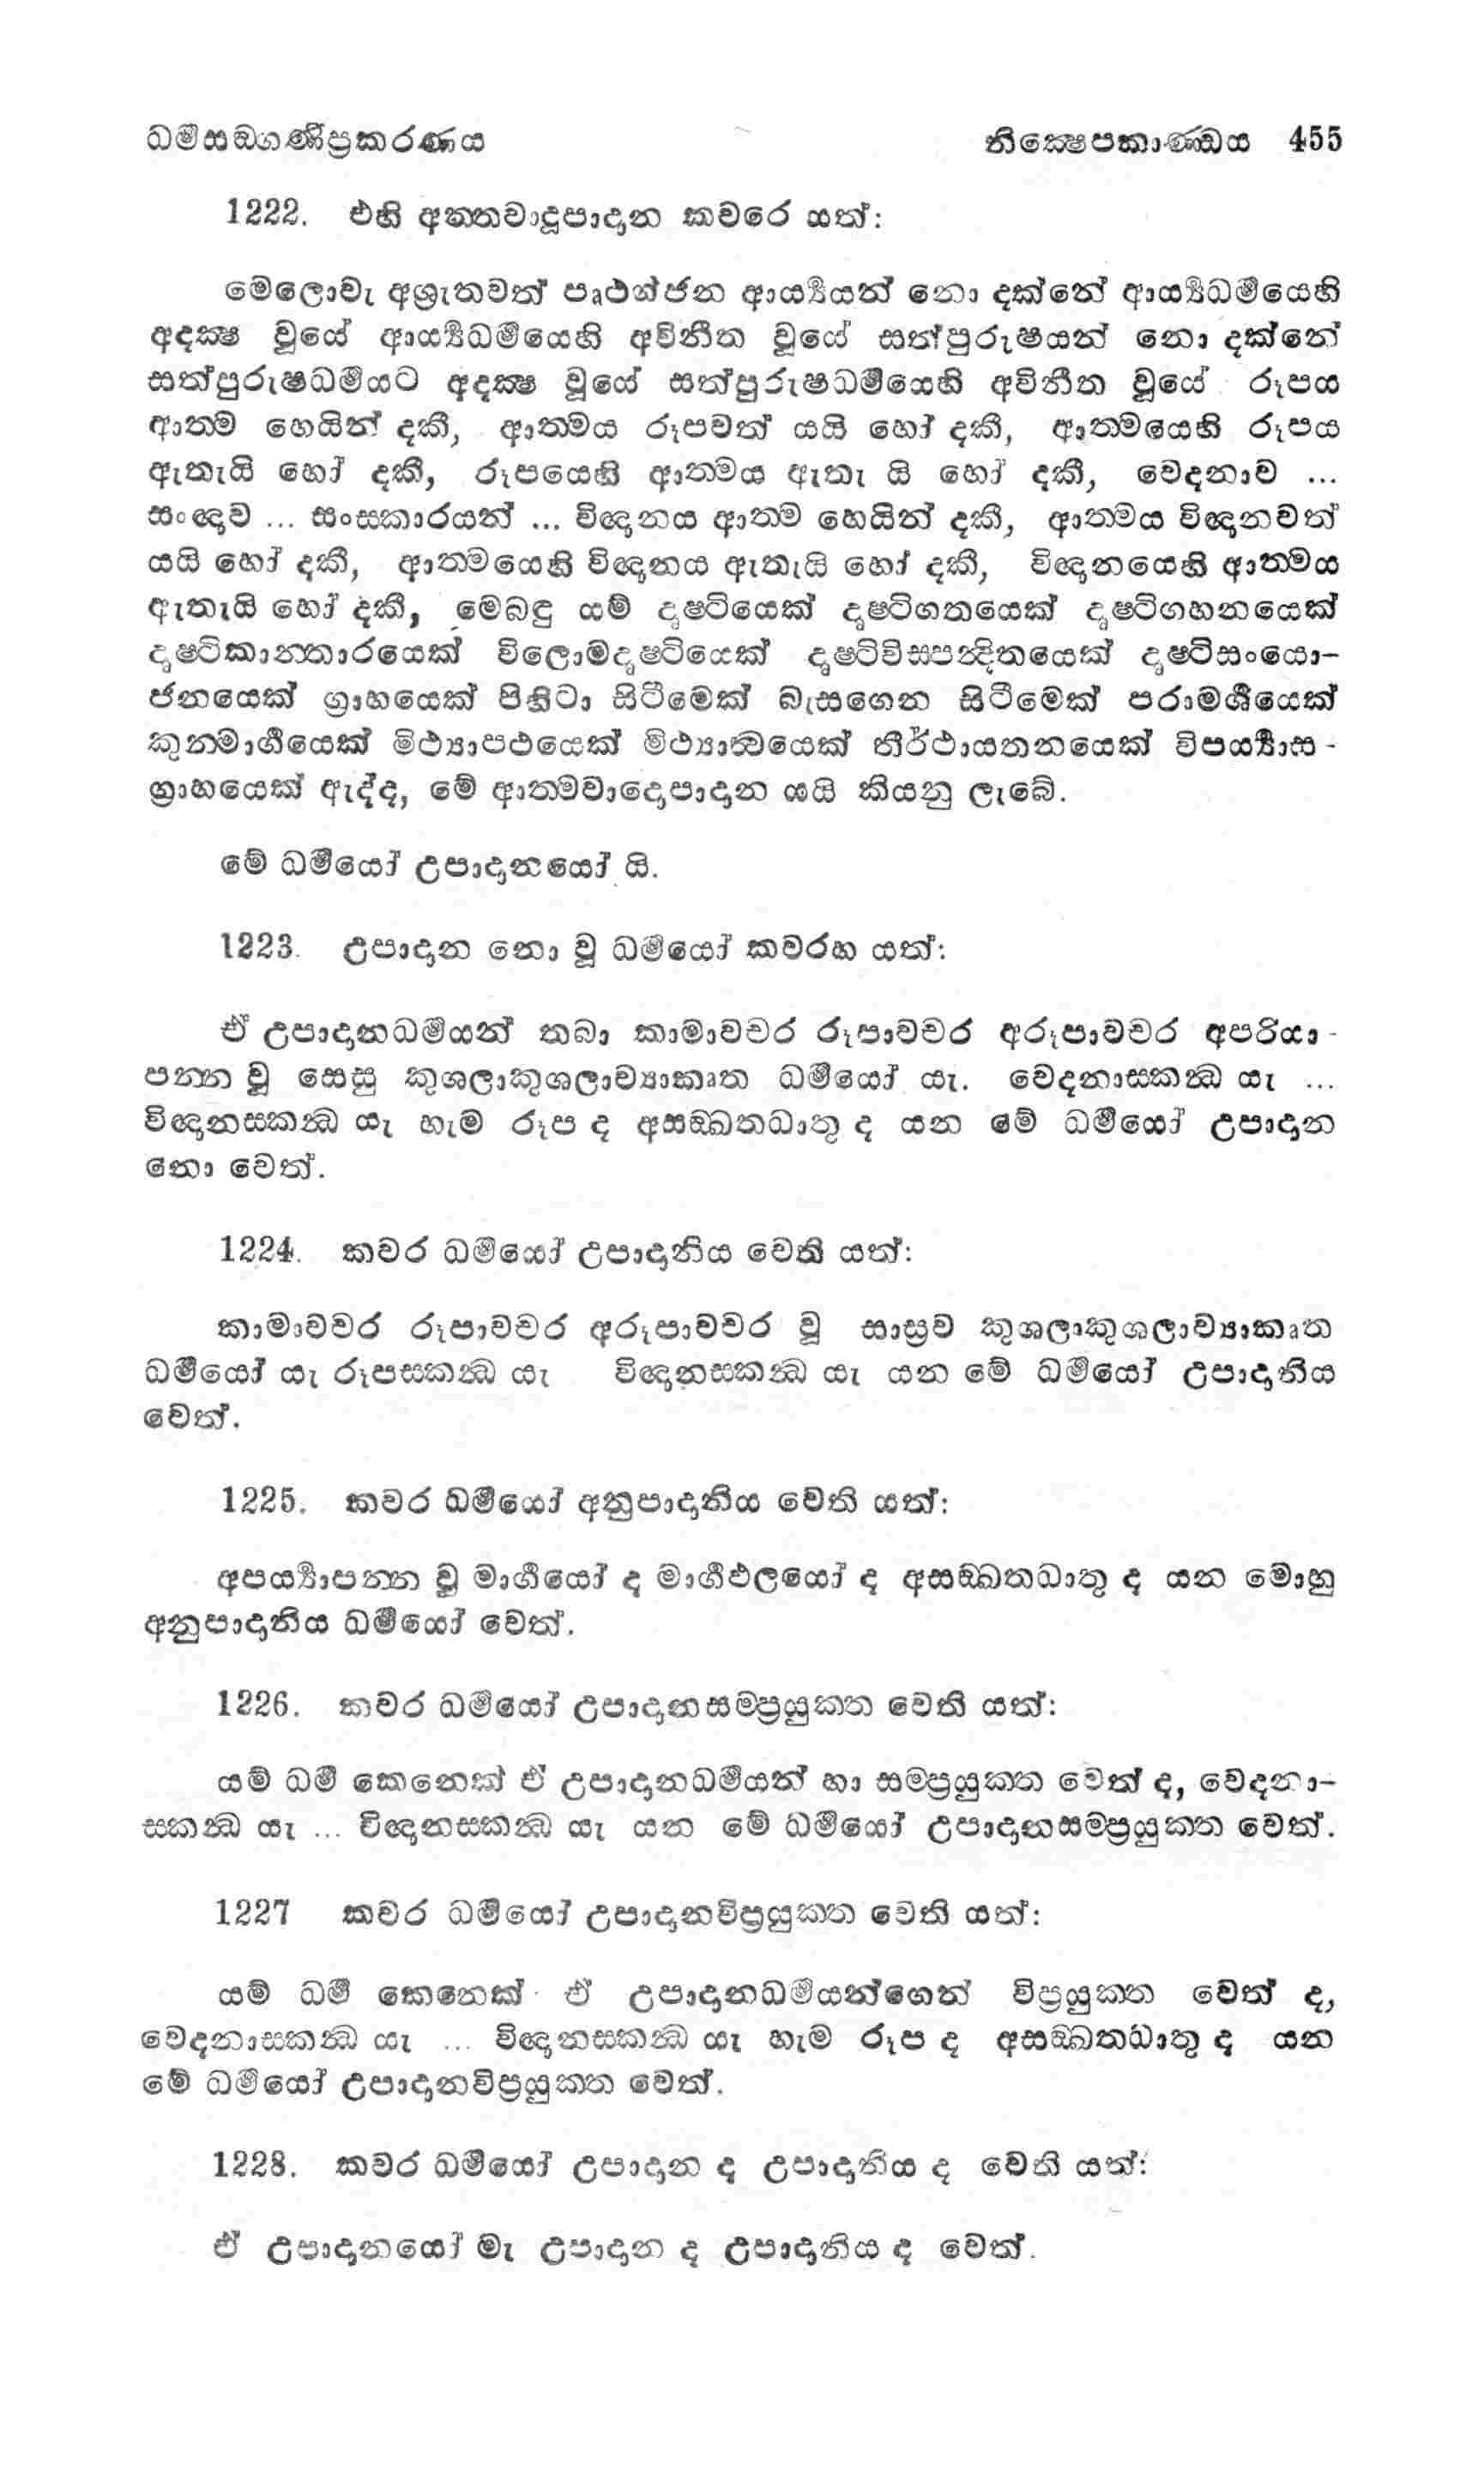 ධර්‍මසඞ්ගණීප්‍රකරණය නික්‍ෂෙපකාණ්ඩය 455
1222. එහි අත්තවාදූපාදාන කවරෙ යත්:
මෙලොවැ අශ්‍රැතවත් පෘථග්ජන ආර්‍ය්‍යයන් නො දක්නේ ආර්‍ය්‍යධර්‍මයෙහි
අදක්‍ෂ වූයේ ආර්‍ය්‍යධර්‍මයෙහි අවිනීත වූයේ සත්පුරුෂයන් නො දක්නේ
සත්පුරුෂධර්‍මයට අදක්‍ෂ වූයේ සත්පුරුෂධර්‍මයෙහි අවිනීත වූයේ රූපය
ආත්ම හෙයින් දකී, ආත්මය රූපවත් යයි හෝ දකී, ආත්මයෙහි රූපය
ඇතැයි හෝ දකී, රූපයෙහි ආත්මය ඇතැ යි හෝ දකී, වෙදනාව ...
සංඥාව ... සංස්කාරයන් ... විඥානය ආත්ම හෙයින් දකී, ආත්මය විඥානවත්
යයි හෝ දකී, ආත්මයෙහි විඥානය ඇතැයි හෝ දකී, විඥානයෙහි ආත්මය
ඇතැයි හෝ දකී, මෙබඳු යම් දෘෂ්ටියෙක් දෘෂ්ටිගතයෙක් දෘෂ්ටිගහනයෙක්
දෘෂ්ටිකාන්තාරයෙක් විලොමදෘෂ්ටියෙක් දෘෂ්ටිවිස්පන්‍දිතයෙක් දෘෂ්ටිසංයො-
ජනයෙක් ග්‍රාහයෙක් පිහිටා සිටීමෙක් බැසගෙන සිටීමෙක් පරාමර්‍ශයෙක්
කුනමාර්‍ගයෙක් මිථ්‍යාපථයෙක් මිථ්‍යාත්‍වයෙක් තීර්ථායතනයෙක් විපර්‍ය්‍යාස-
ග්‍රාහයෙක් ඇද්ද, මේ ආත්මවාදොපාදාන යයි කියනු ලැබේ.
මේ ධර්‍මයෝ උපාදානයෝ යි.
1223. උපාදාන නො වූ ධර්‍මයෝ කවරහ යත්:
ඒ උපාදානධර්‍මයන් තබා කාමාවචර රූපාවචර අරූපාවචර අපරියා-
පන්න වූ සෙසු කුශලාකුශලාව්‍යාකෘත ධර්‍මයෝ යැ. වෙදනාස්කන්‍ධ යැ ...
විඥානස්කන්‍ධ යැ හැම රූප ද අසඞ්ඛතධාතු ද යන මේ ධර්‍මයෝ උපාදාන
නො වෙත්.
1224. කවර ධර්‍මයෝ උපාදානිය වෙති යත්:
කාමාවචර රූපාවචර අරූපාවචර වූ සාස්‍රව කුශලාකුශලාව්‍යාකෘත
ධර්‍මයෝ යැ රූපස්කන්‍ධ යැ විඥානස්කන්‍ධ යැ යන මේ ධර්‍මයෝ උපාදානිය
වෙත්.
1225. කවර ධර්‍මයෝ අනුපාදානිය වෙති යත්:
අපර්‍ය්‍යාපන්න වූ මාර්‍ගයෝ ද මාර්‍ගඵලයෝ ද අසඞ්ඛතධාතු ද යන මොහු
අනුපාදානිය ධර්‍මයෝ වෙත්.
1226. කවර ධර්‍මයෝ උපාදානසම්ප්‍රයුක්ත වෙති යත්:
යම් ධර්‍ම කෙනෙක් ඒ උපාදානධර්‍මයන් හා සම්ප්‍රයුක්ත වෙත් ද, වෙදනා-
ස්කන්‍ධ යැ ... විඥානස්කන්‍ධ යැ යන මේ ධර්‍මයෝ උපාදානසම්ප්‍රයුක්ත වෙත්.
1227 කවර ධර්‍මයෝ උපාදානවිප්‍රයුක්ත වෙති යත්:
යම් ධර්‍ම කෙනෙක් ඒ උපාදානධර්‍මයන්ගෙන් විප්‍රයුක්ත වෙත් ද,
වෙදනාස්කන්‍ධ යැ ... විඥානස්කන්‍ධ යැ හැම රූප ද අසඞ්ඛතධාතු ද යන
මේ ධර්‍මයෝ උපාදානවිප්‍රයුක්ත වෙත්.
1228. කවර ධර්‍මයෝ උපාදාන ද උපාදානිය ද වෙති යත්:
ඒ උපාදානයෝ මැ උපාදාන ද උපාදානිය ද වෙත්.